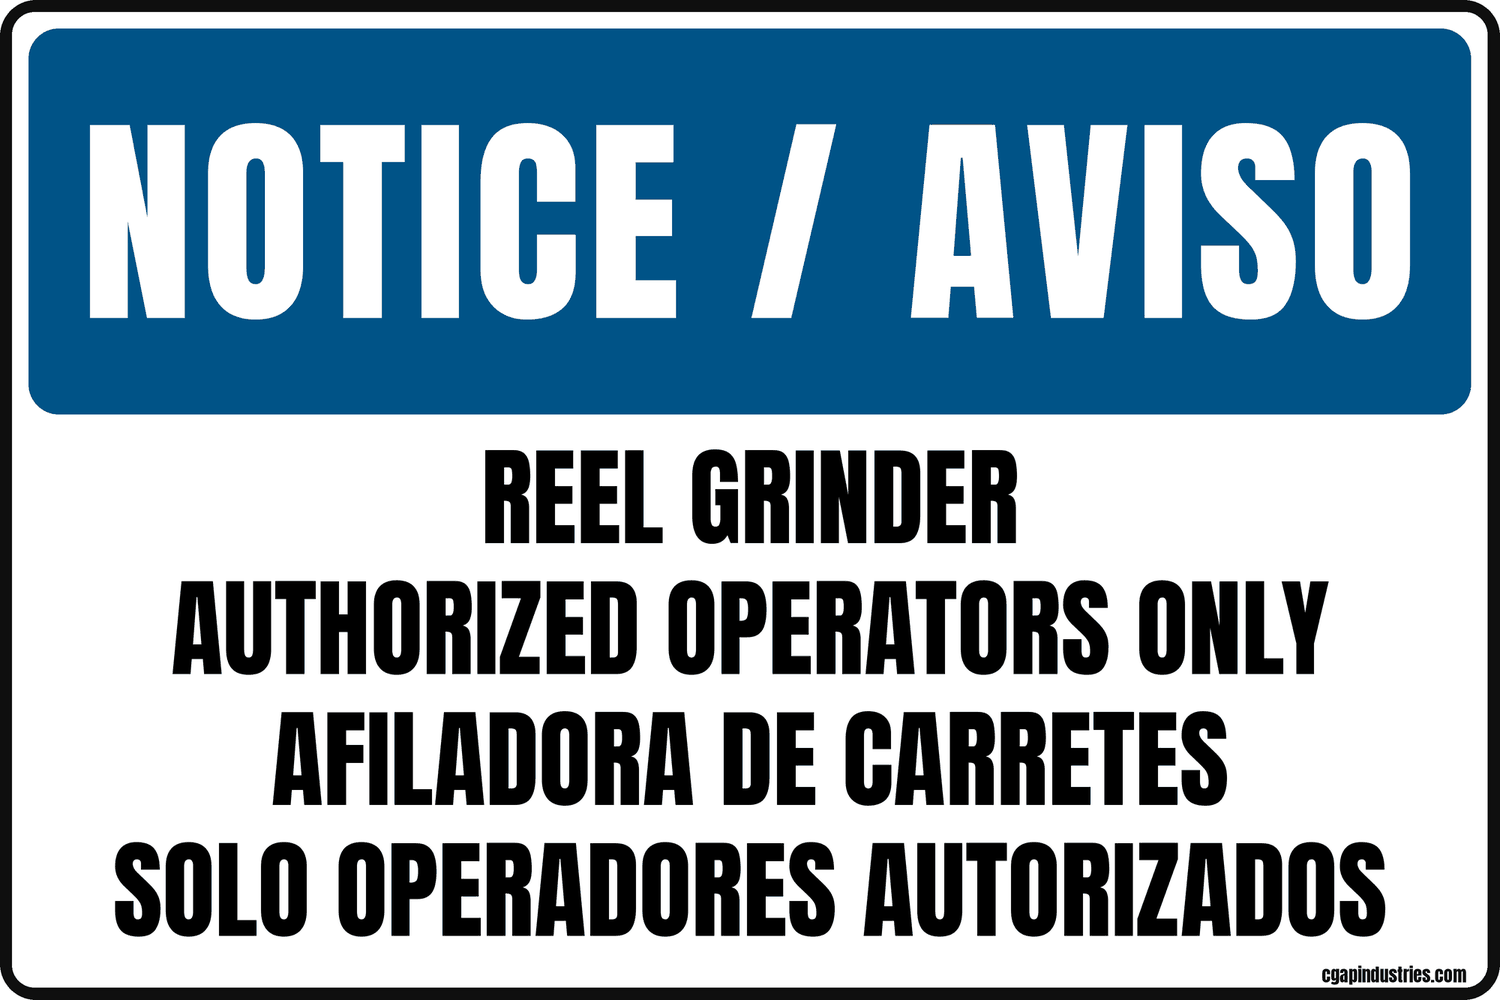 NOTICE / AVISO
REEL GRINDER
AUTHORIZED OPERATORS ONLY
AFILADORA DE CARRETES
SOLO OPERADORES AUTORIZADOS
cgapindustries.com